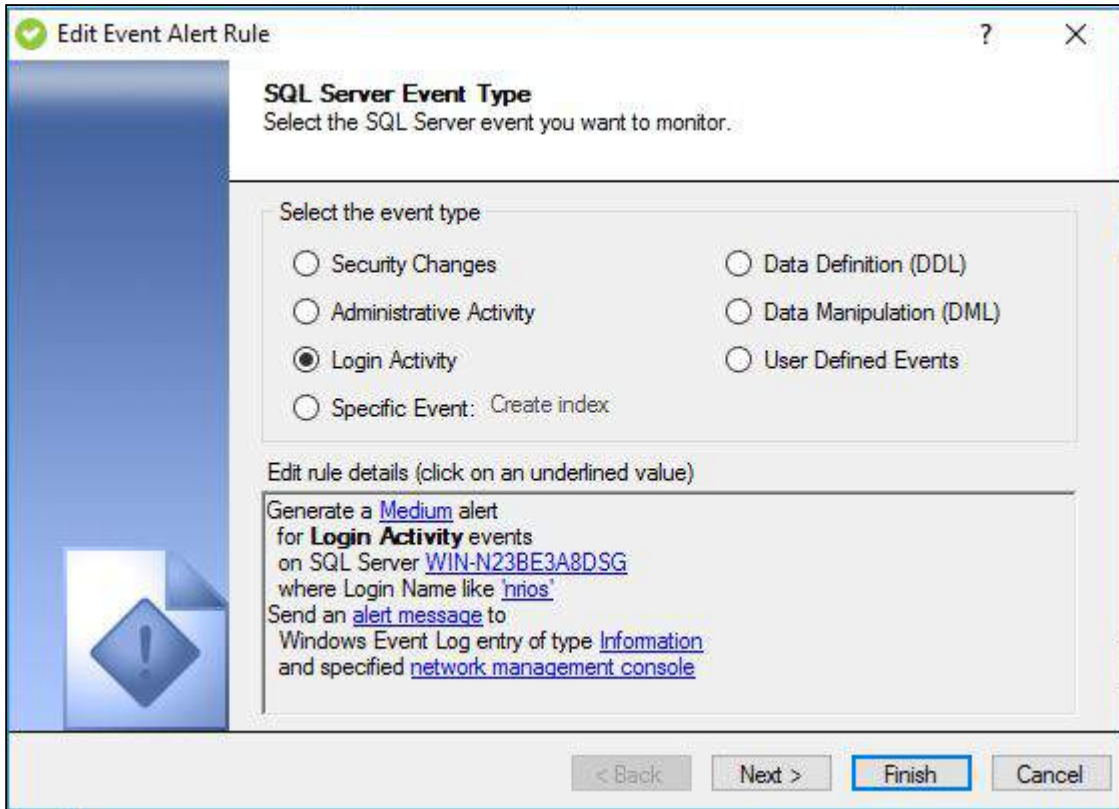 Edit Event Alert Rule
?
SQL Server Event Type
Select the SQL Server event you want to monitor.
Select the event type
Security Changes
Data Definition (DDL)
Administrative Activity
Data Manipulation (DML)
Login Activity
User Defined Events
Specific Event: Create index
Edit rule details (click on an underlined value)
Generate a Medium alert
for Login Activity events
on SQL Server WIN-N23BE3A8DSG
where Login Name like 'nrios'
Send an alert message to
Windows Event Log entry of type Information
and specified network management console
< Back Next > Finish Cancel